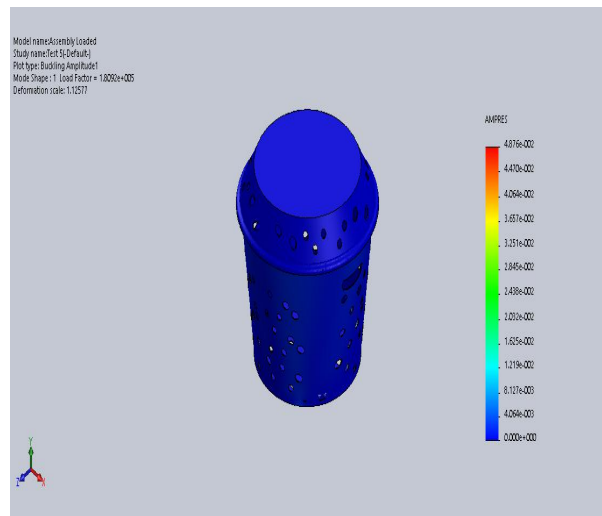 Model name:Assembly Loaded
Study name:Test 5(-Default-)
Plot type: Buckling Amplitude1
Mode Shape : 1 Load Factor = 1.8092e+005
Deformation scale: 1.12577
AMPRES
4.876e-002
4.470e-002
4.064e-002
3.657e-002
3.251e-002
2.845e-002
2.438e-002
2.032e-002
1.625e-002
1.219e-002
8.127e-003
4.064e-003
0.000e+000
Y
Z
X